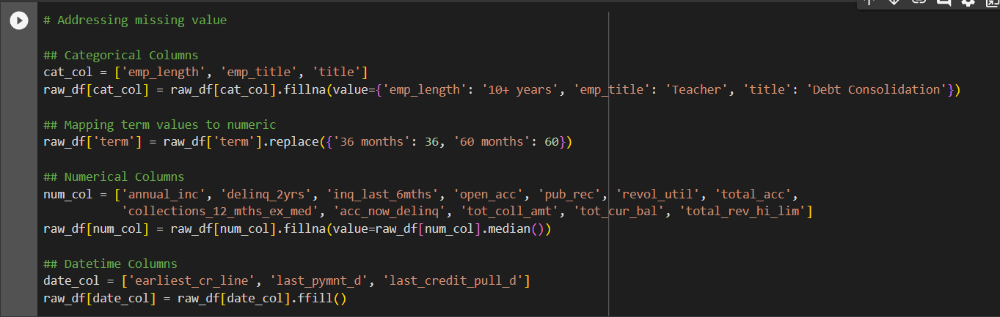 # Addressing missing value
## Categorical Columns
cat_col = ['emp_length', 'emp_title', 'title']
raw_df[cat_col] = raw_df[cat_col].fillna(value={'emp_length': '10+ years', 'emp_title': 'Teacher', 'title': 'Debt Consolidation'})
## Mapping term values to numeric
raw_df['term'] = raw_df['term'].replace({'36 months': 36, '60 months': 60})
## Numerical Columns
num_col = ['annual_inc', 'delinq_2yrs', 'inq_last_6mths', 'open_acc', 'pub_rec', 'revol_util', 'total_acc',
'collections_12_mths_ex_med', 'acc_now_delinq', 'tot_coll_amt', 'tot_cur_bal', 'total_rev_hi_lim']
raw_df[num_col] = raw_df[num_col].fillna(value=raw_df[num_col].median())
## Datetime Columns
date_col = ['earliest_cr_line', 'last_pymnt_d', 'last_credit_pull_d']
raw_df[date_col] = raw_df[date_col].ffill()